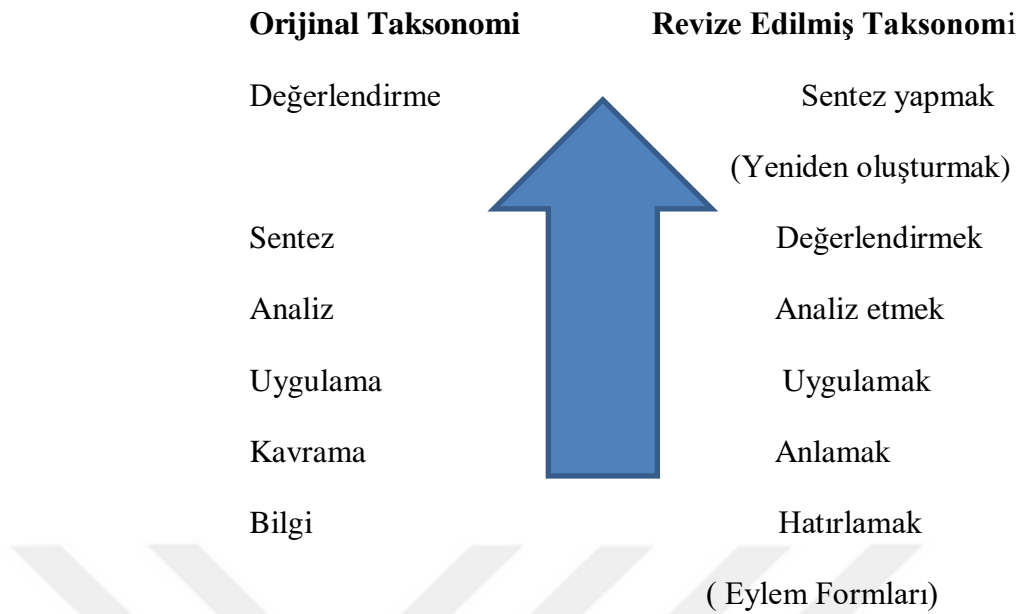 Orijinal Taksonomi Revize Edilmiş Taksonomi
Değerlendirme Sentez yapmak
(Yeniden oluşturmak)
Sentez Değerlendirmek
Analiz Analiz etmek
Uygulama Uygulamak
Kavrama Anlamak
Bilgi Hatırlamak
( Eylem Formları)